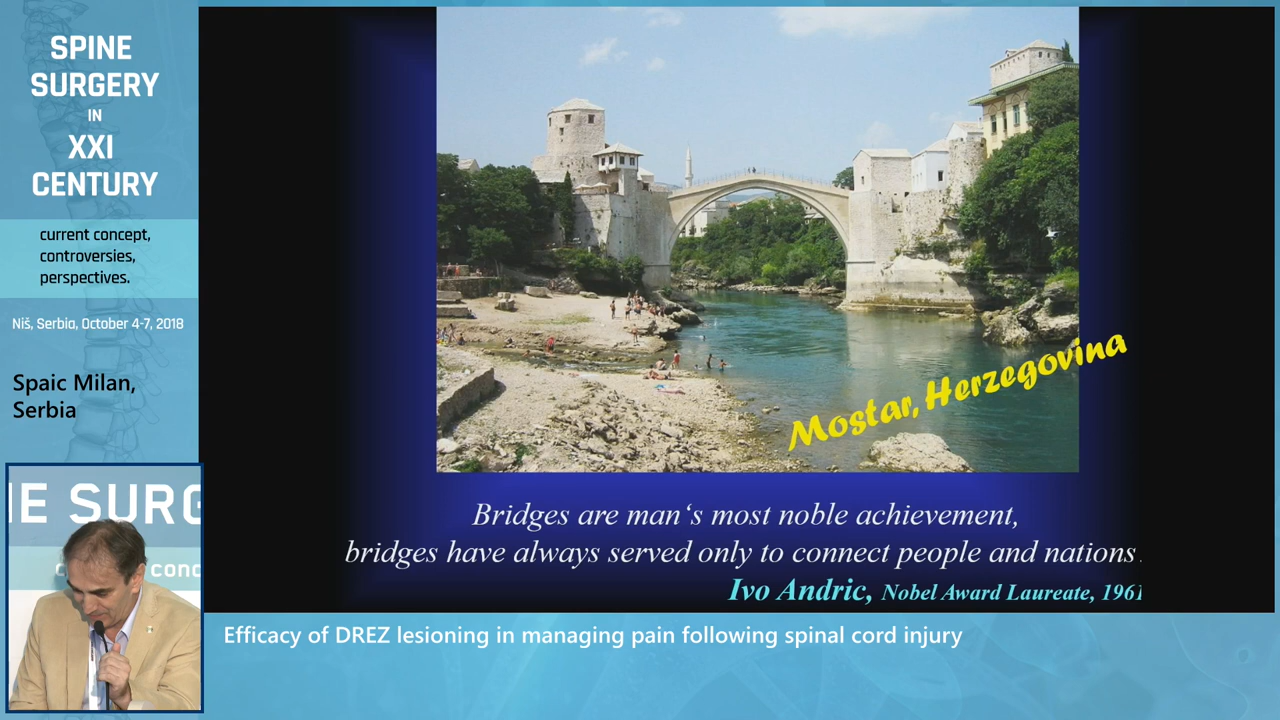 SPINE
SURGERY
IN
XXI
CENTURY
current concept,
controversies,
perspectives.
Niš, Serbia, October 4-7, 2018
Spaic Milan,
Serbia
NE SURG
conc
Mostar, Herzegovina
Bridges are man‘s most noble achievement,
bridges have always served only to connect people and nations.
Ivo Andric, Nobel Award Laureate, 1961
Efficacy of DREZ lesioning in managing pain following spinal cord injury